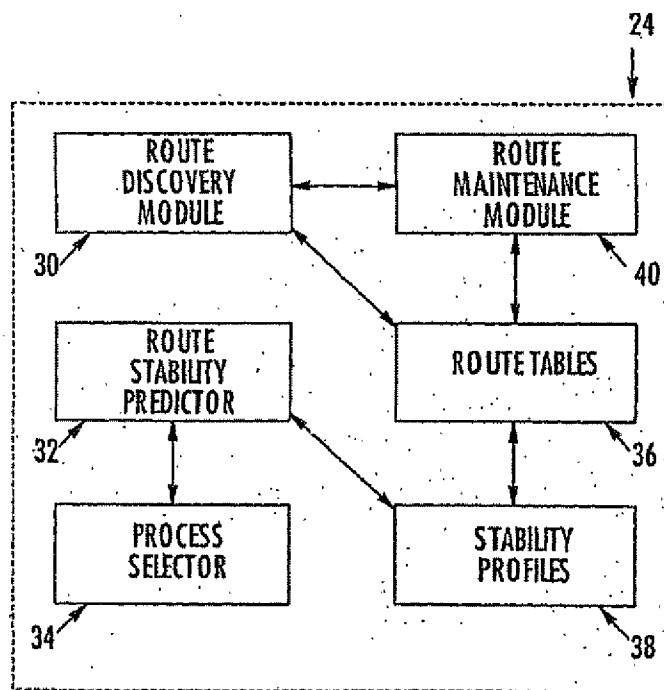 24
ROUTE
DISCOVERY
MODULE
30
ROUTE
MAINTENANCE
MODULE
40
ROUTE
STABILITY
PREDICTOR
32
ROUTE TABLES
36
PROCESS
SELECTOR
34
STABILITY
PROFILES
38